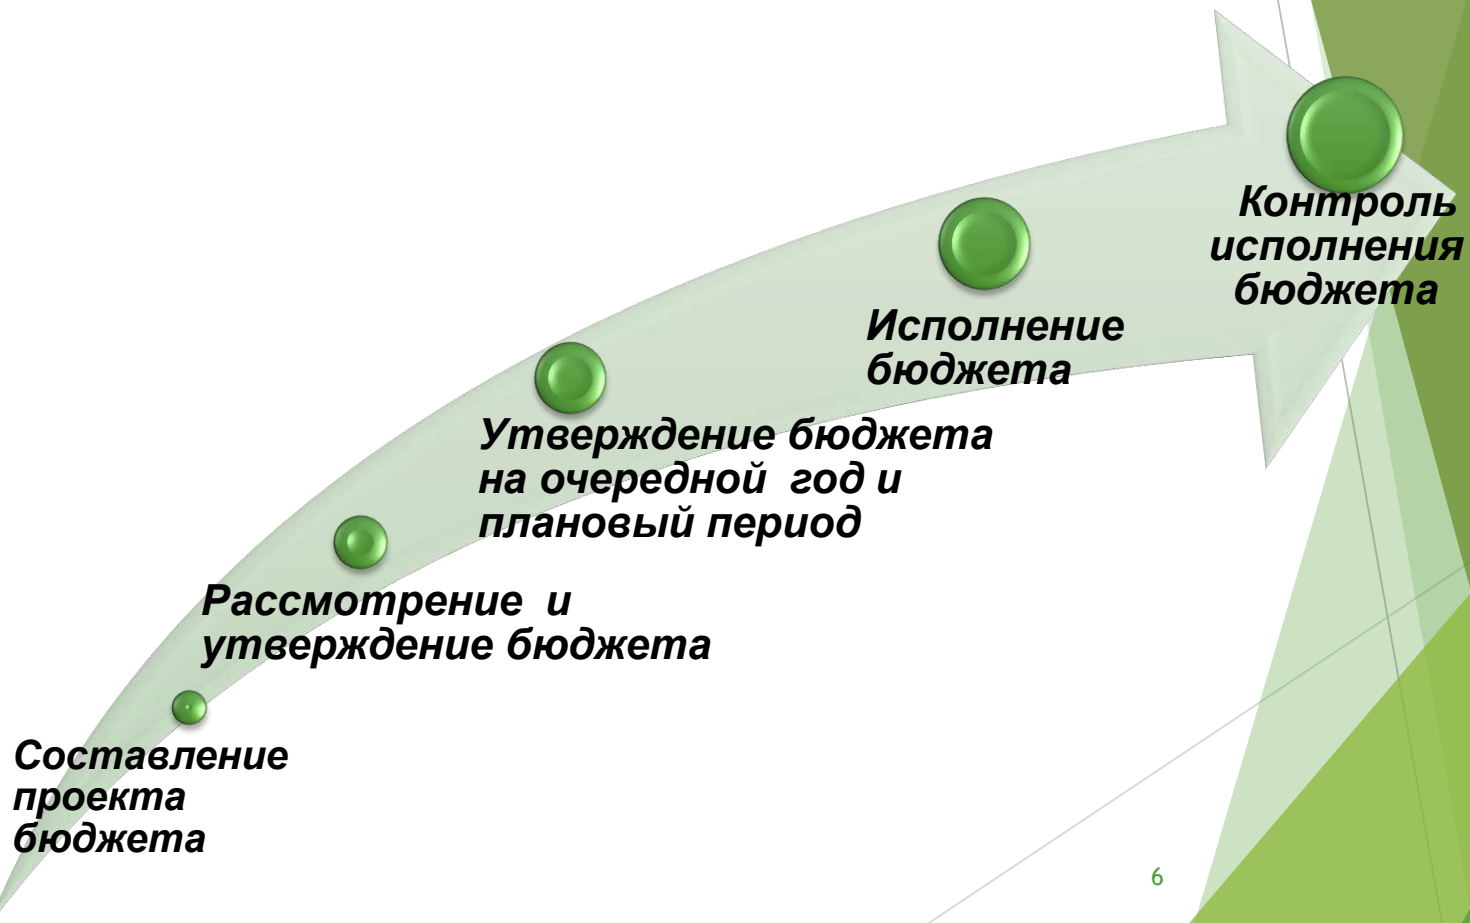 Составление
проекта
бюджета
Рассмотрение и
утверждение бюджета
Утверждение бюджета
на очередной год и
плановый период
Исполнение
бюджета
Контроль
исполнения
бюджета
6